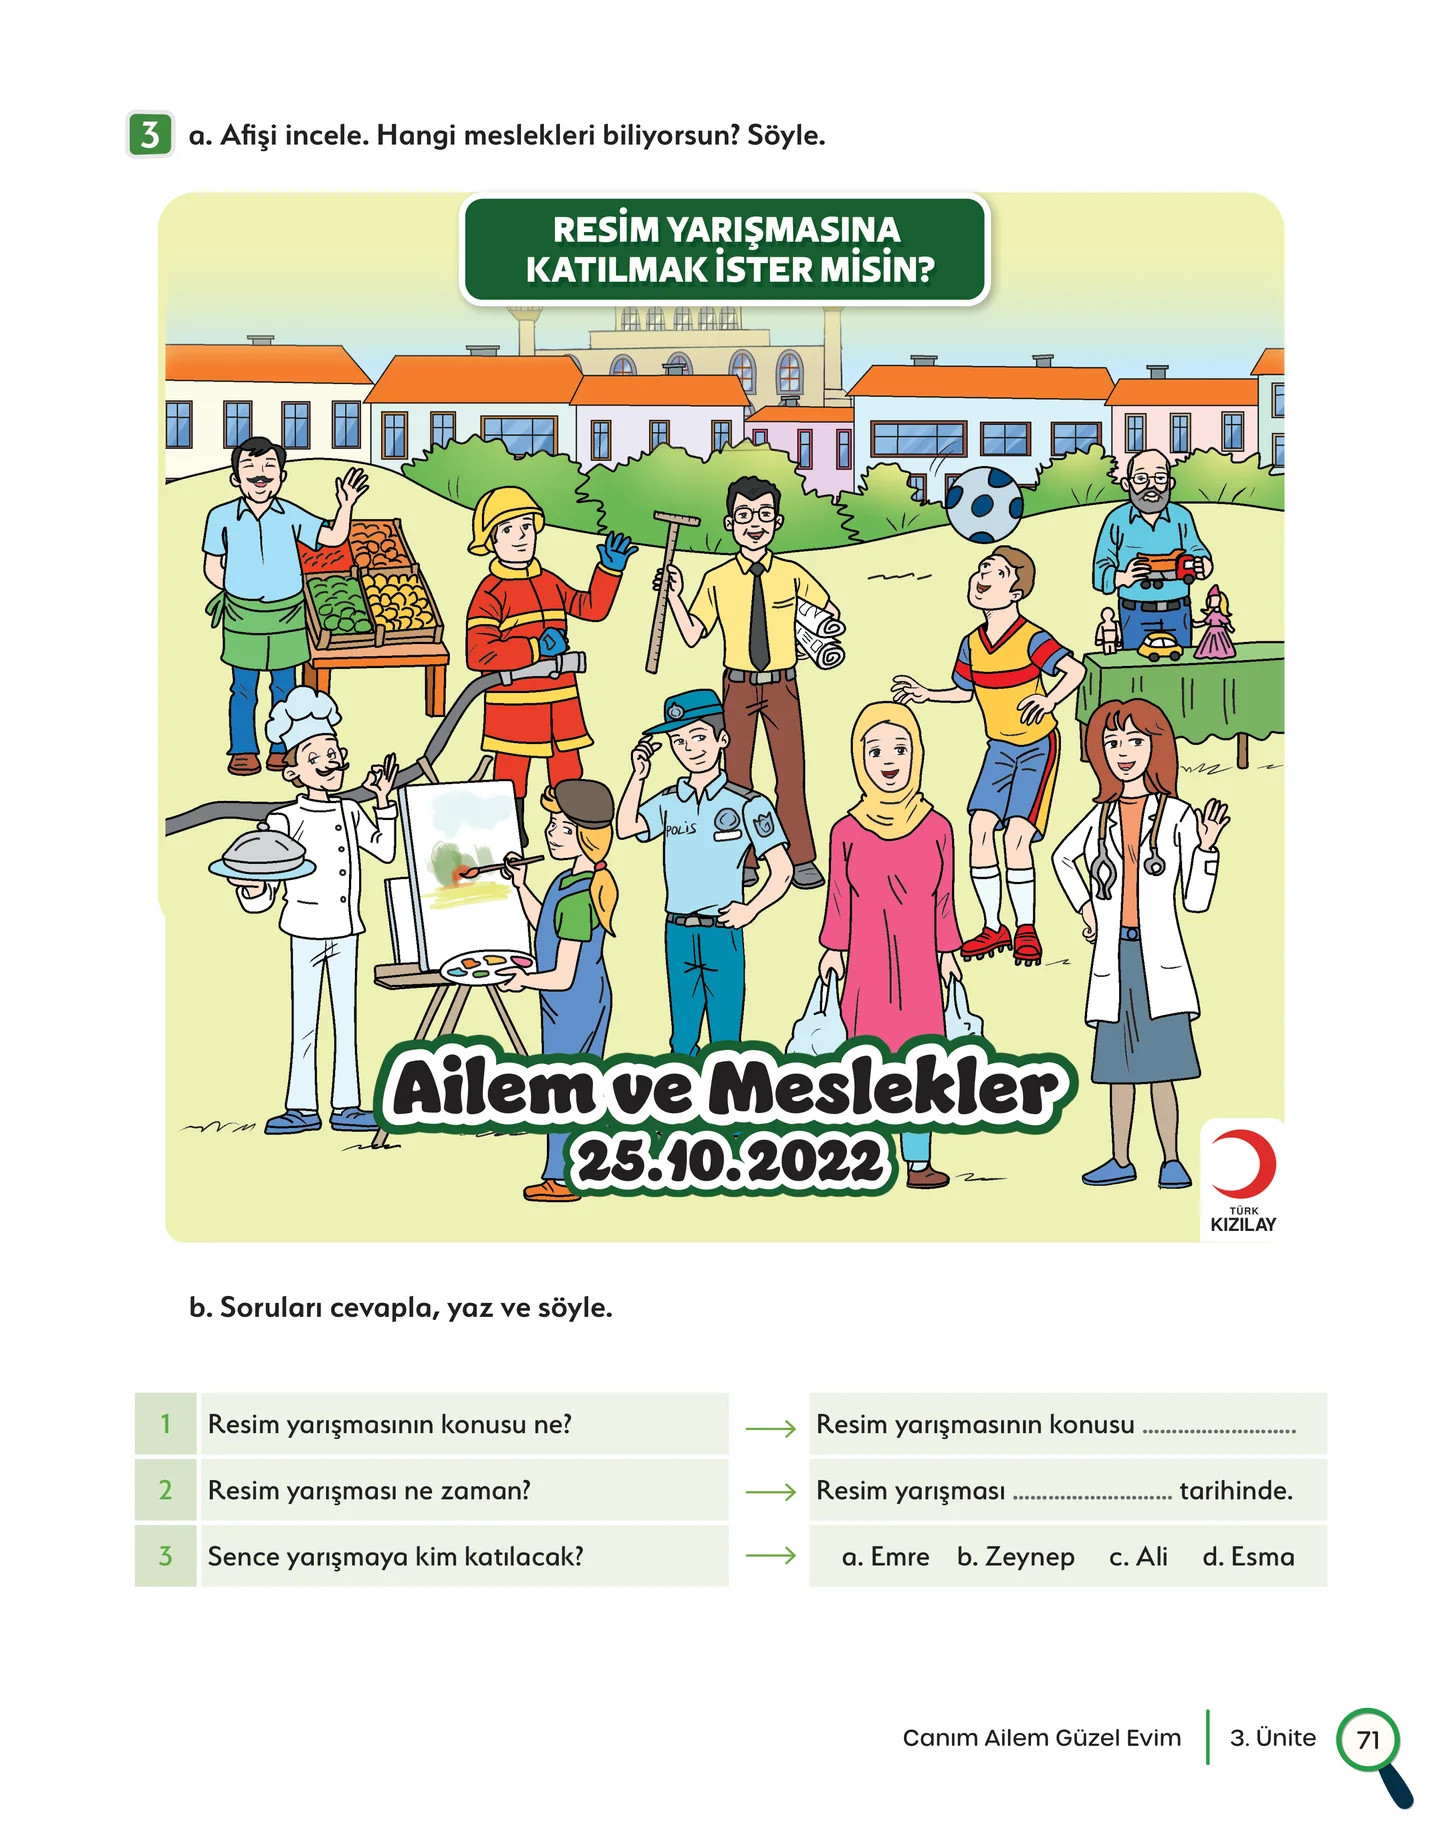 3 a. Afişi incele. Hangi meslekleri biliyorsun? Söyle.
RESİM YARIŞMASINA
KATILMAK İSTER MİSİN?
POLİS
Ailem ve Meslekler
25.10.2022
TÜRK
KIZILAY
b. Soruları cevapla, yaz ve söyle.
1 Resim yarışmasının konusu ne? → Resim yarışmasının konusu ..........................
2 Resim yarışması ne zaman? → Resim yarışması ........................... tarihinde.
3 Sence yarışmaya kim katılacak? → a. Emre b. Zeynep c. Ali d. Esma
Canım Ailem Güzel Evim 3. Ünite 71